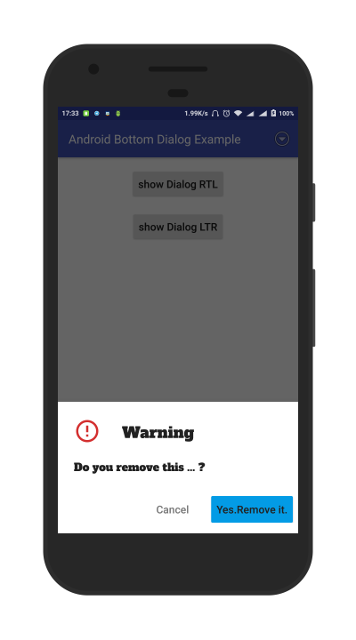 17:33 1.99K/s 100%
Android Bottom Dialog Example
show Dialog RTL
show Dialog LTR
Warning
Do you remove this ... ?
Cancel Yes.Remove it.